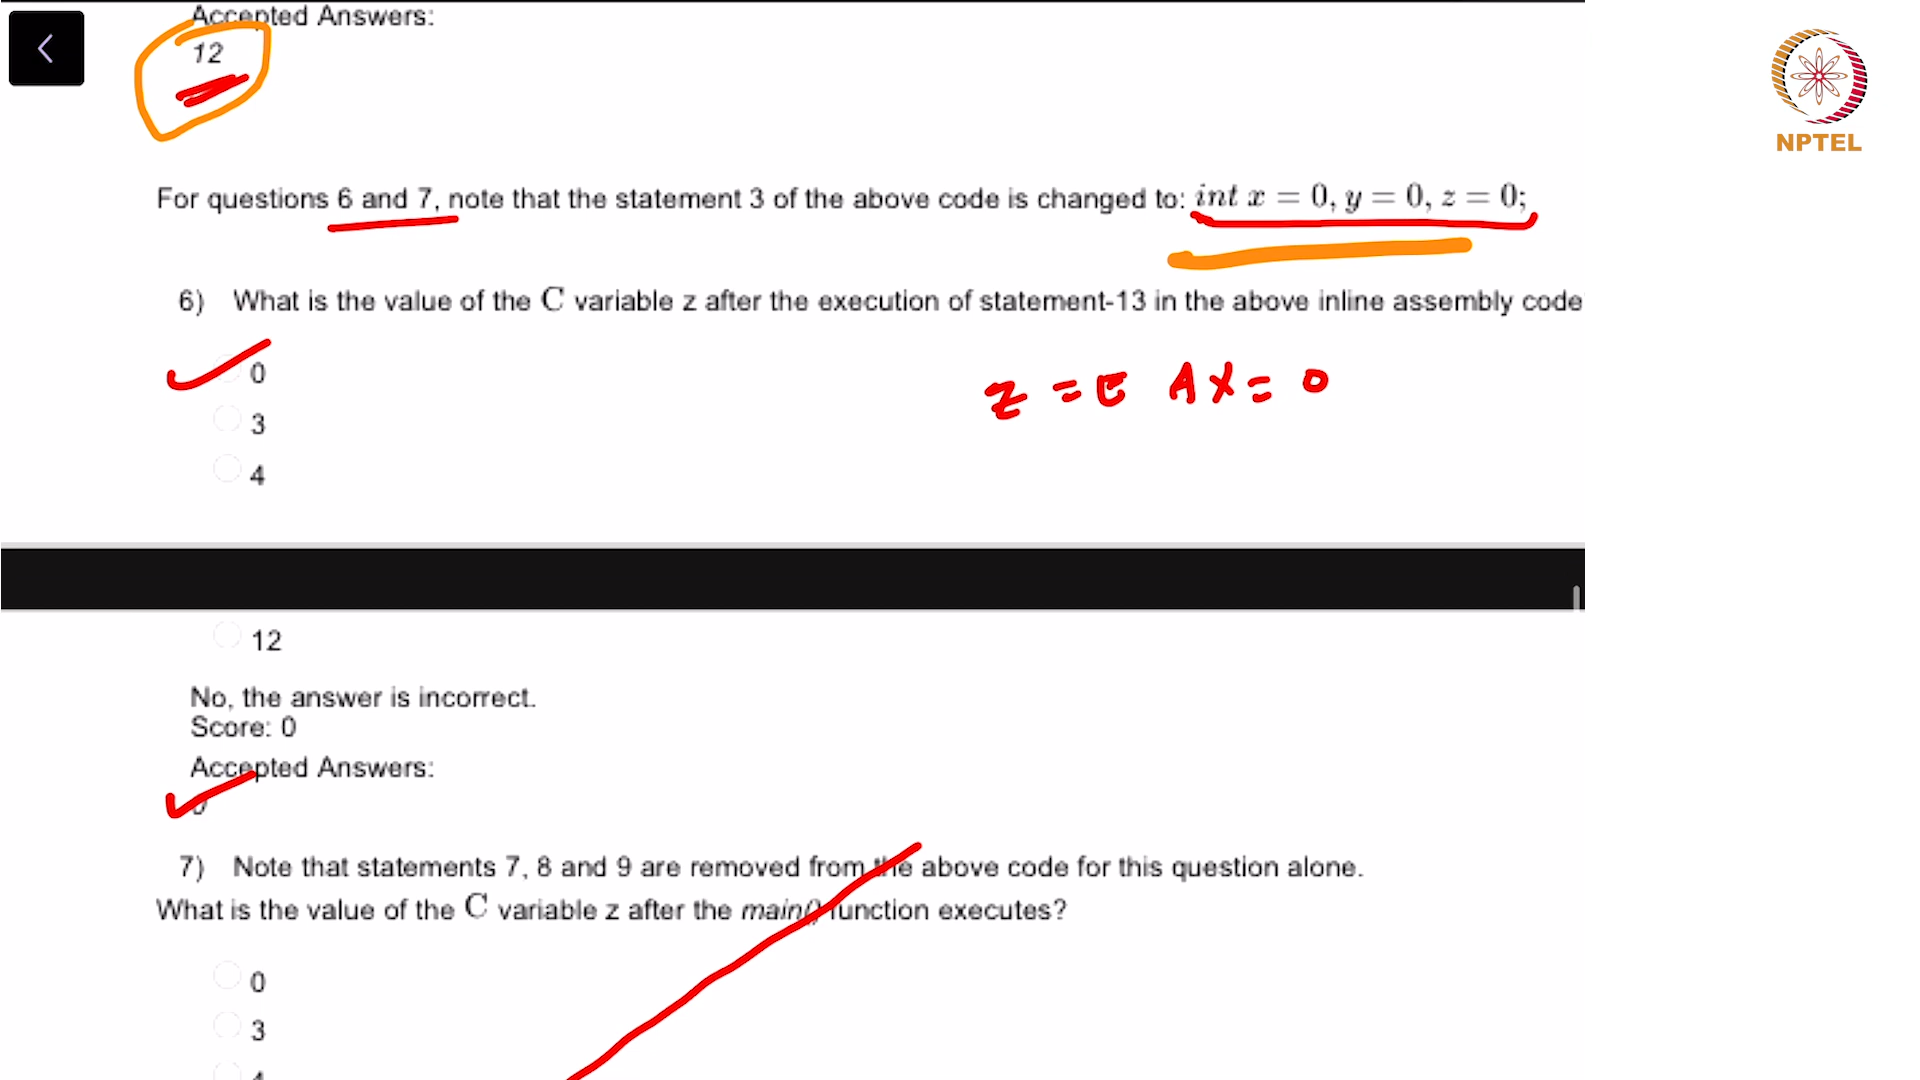 Accepted Answers:
12
NPTEL
For questions 6 and 7, note that the statement 3 of the above code is changed to: int x = 0, y = 0, z = 0;
6) What is the value of the C variable z after the execution of statement-13 in the above inline assembly code
0
z = E AX = 0
3
4
12
No, the answer is incorrect.
Score: 0
Accepted Answers:
0
7) Note that statements 7, 8 and 9 are removed from the above code for this question alone.
What is the value of the C variable z after the main() function executes?
0
3
4